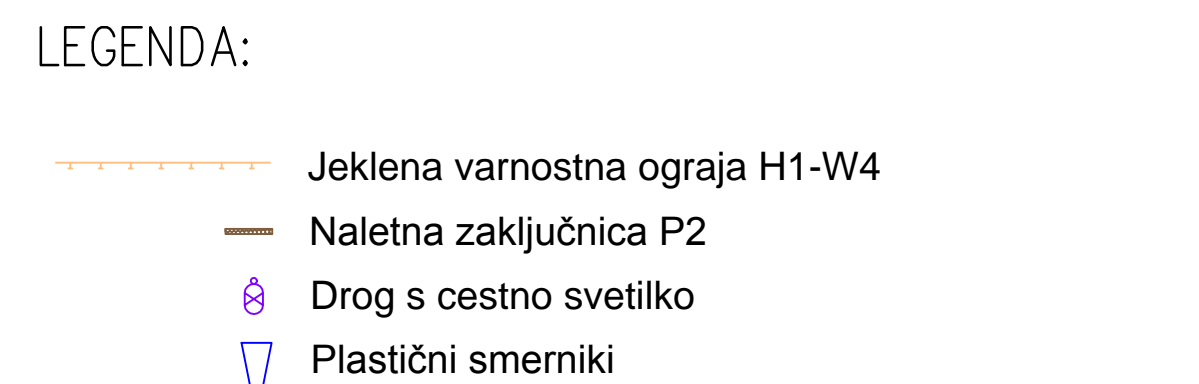 LEGENDA:
Jeklena varnostna ograja H1-W4
Naletna zaključnica P2
Drog s cestno svetilko
Plastični smerniki